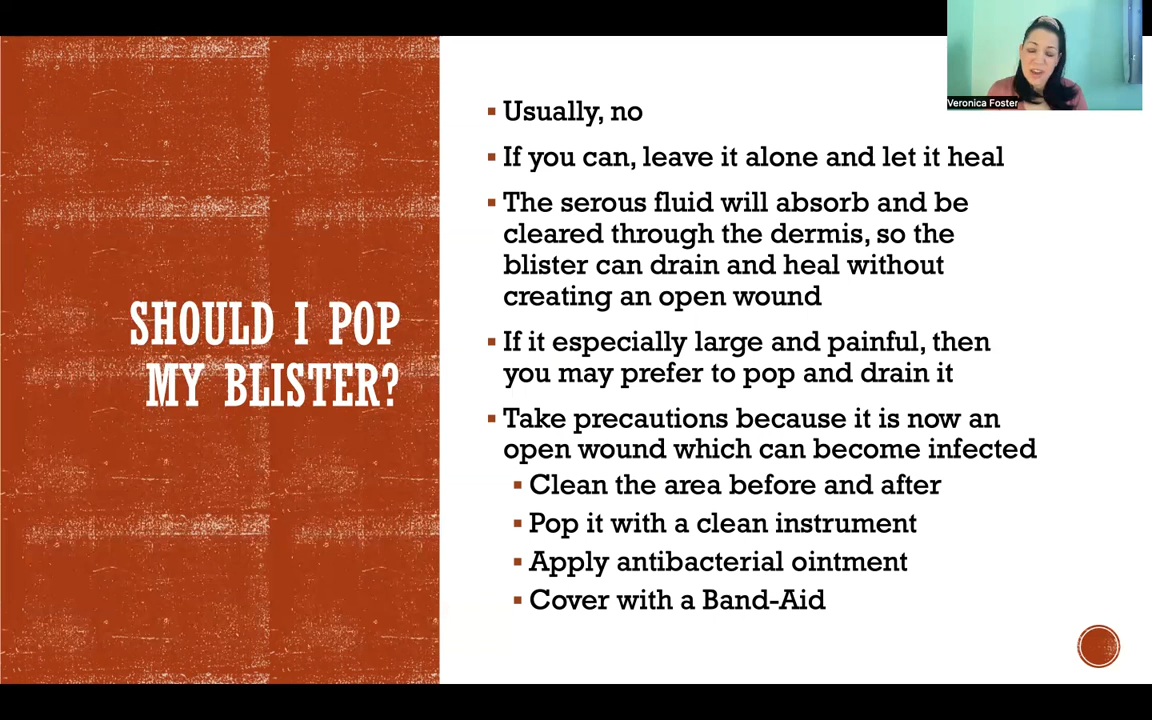 Veronica Foster
SHOULD I POP
MY BLISTER?
▪ Usually, no
▪ If you can, leave it alone and let it heal
▪ The serous fluid will absorb and be
cleared through the dermis, so the
blister can drain and heal without
creating an open wound
▪ If it especially large and painful, then
you may prefer to pop and drain it
▪ Take precautions because it is now an
open wound which can become infected
▪ Clean the area before and after
▪ Pop it with a clean instrument
▪ Apply antibacterial ointment
▪ Cover with a Band-Aid